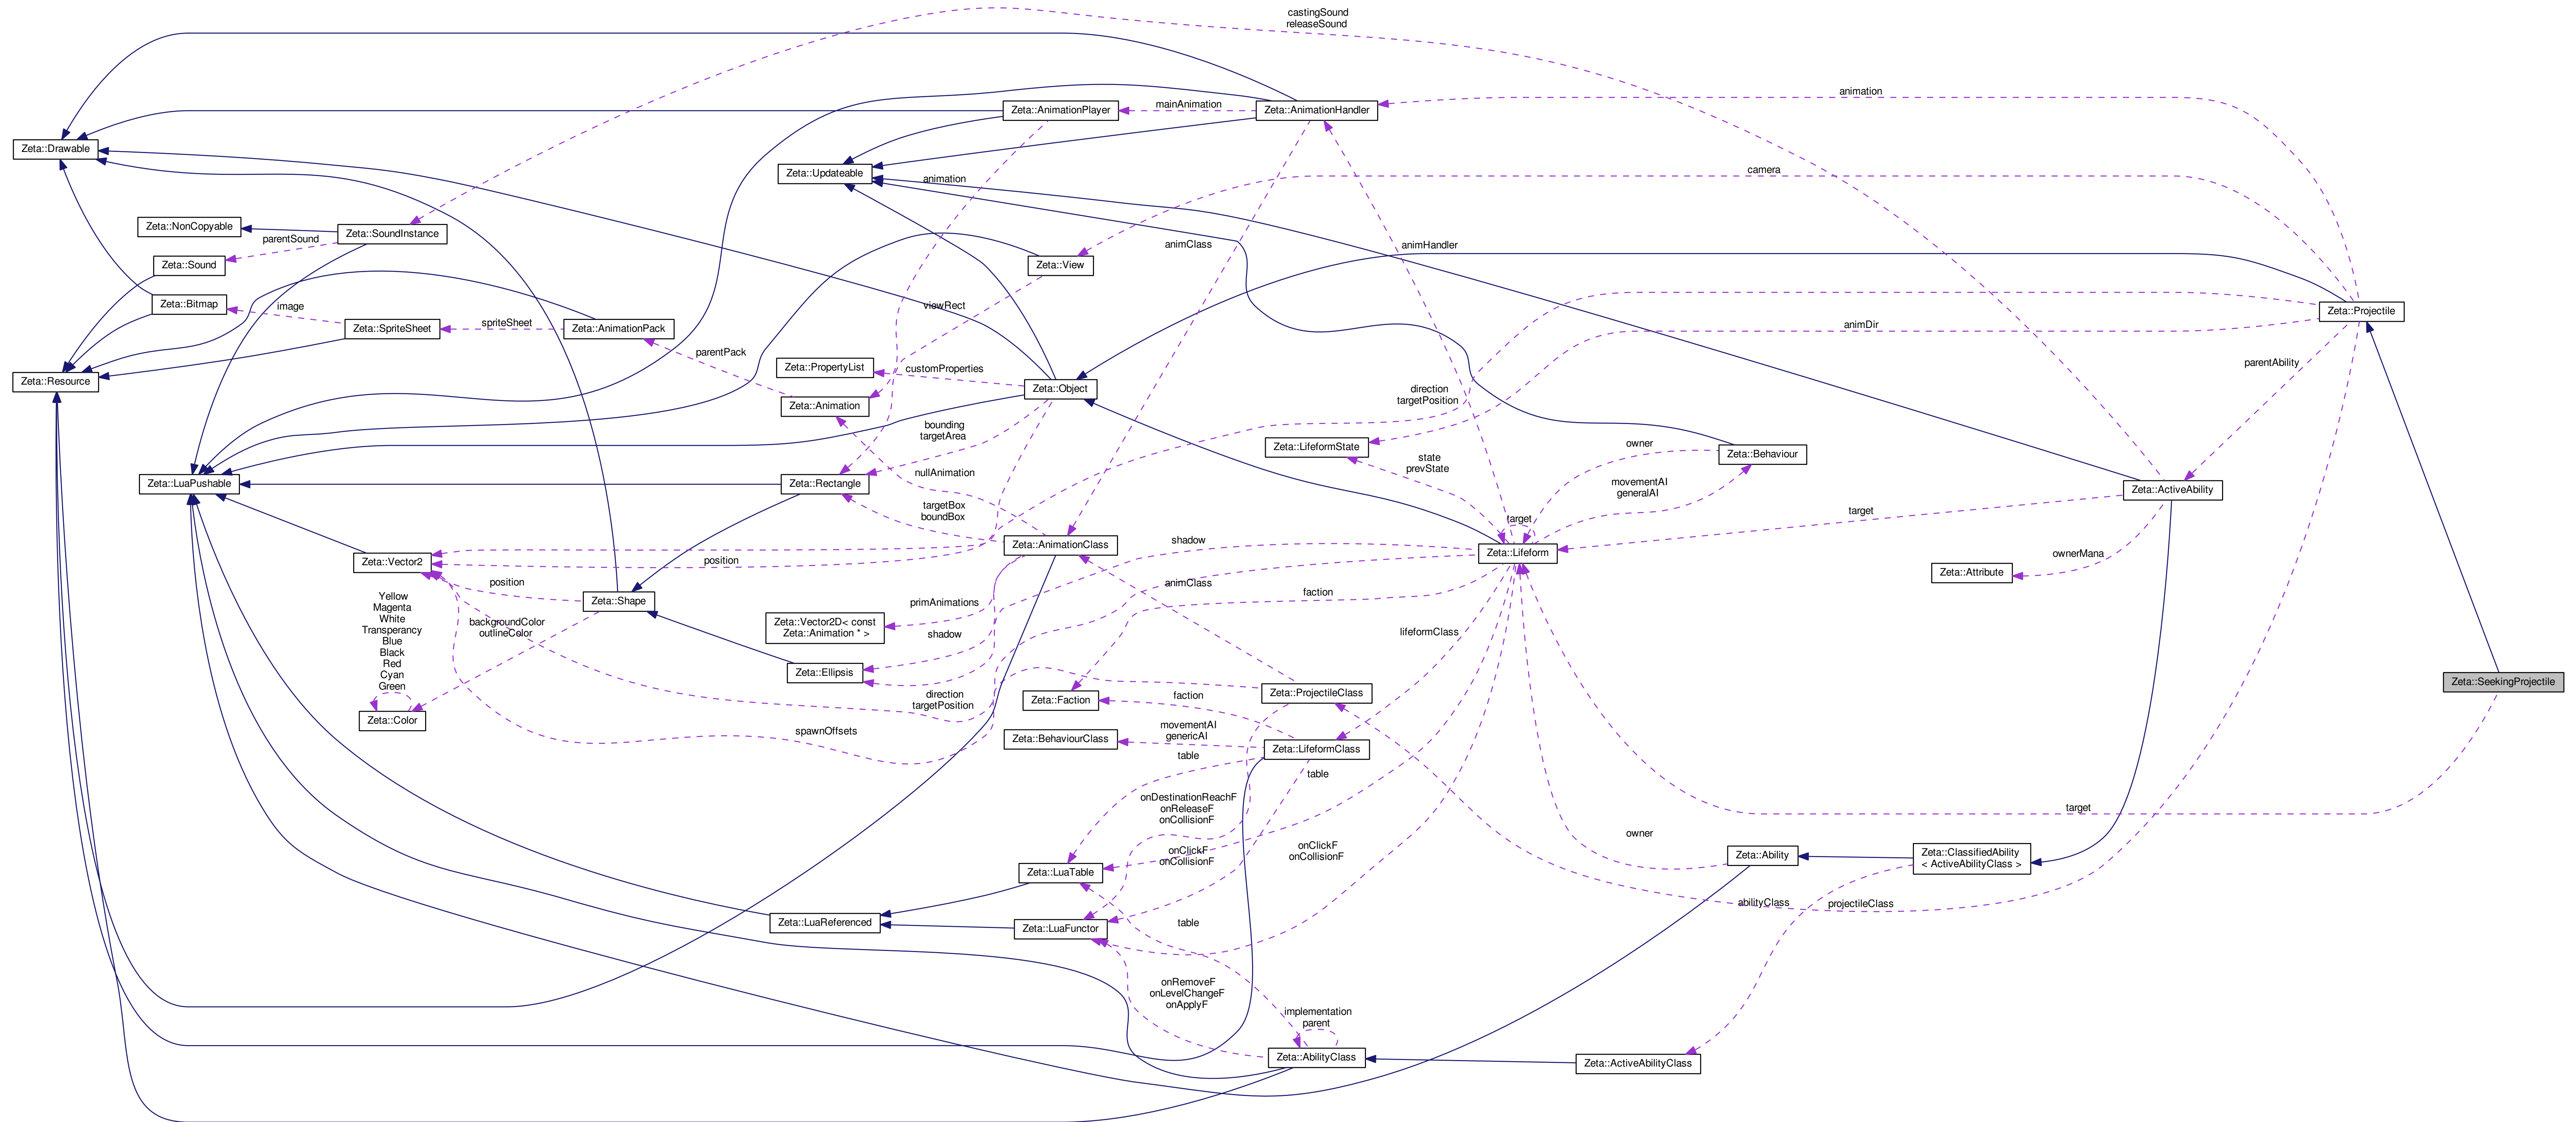 castingSound
releaseSound
Zeta::AnimationPlayer
mainAnimation
Zeta::AnimationHandler
animation
Zeta::Drawable
Zeta::Updateable
animation
camera
Zeta::NonCopyable
Zeta::SoundInstance
parentSound
animClass
animHandler
Zeta::Sound
Zeta::View
Zeta::Bitmap
image
viewRect
Zeta::Projectile
Zeta::SpriteSheet
spriteSheet
Zeta::AnimationPack
animDir
parentPack
Zeta::PropertyList
customProperties
parentAbility
Zeta::Resource
Zeta::Object
direction
targetPosition
Zeta::Animation
bounding
targetArea
Zeta::LifeformState
owner
Zeta::Behaviour
state
prevState
nullAnimation
Zeta::LuaPushable
Zeta::Rectangle
movementAI
generalAI
Zeta::ActiveAbility
targetBox
boundBox
target
target
Zeta::AnimationClass
shadow
Zeta::Lifeform
ownerMana
Zeta::Vector2
position
Zeta::Attribute
position
animClass
faction
Zeta::Shape
Yellow
Magenta
White
Transperancy
Blue
Black
Red
Cyan
Green
primAnimations
Zeta::Vector2D< const
Zeta::Animation * >
backgroundColor
outlineColor
shadow
lifeformClass
Zeta::Ellipsis
Zeta::SeekingProjectile
direction
targetPosition
Zeta::Faction
faction
Zeta::ProjectileClass
Zeta::Color
spawnOffsets
Zeta::BehaviourClass
movementAI
genericAI
Zeta::LifeformClass
table
table
onDestinationReachF
onReleaseF
onCollisionF
target
owner
onClickF
onCollisionF
onClickF
onCollisionF
Zeta::Ability
Zeta::ClassifiedAbility
< ActiveAbilityClass >
Zeta::LuaTable
abilityClass
projectileClass
Zeta::LuaReferenced
Zeta::LuaFunctor
table
onRemoveF
onLevelChangeF
onApplyF
implementation
parent
Zeta::AbilityClass
Zeta::ActiveAbilityClass